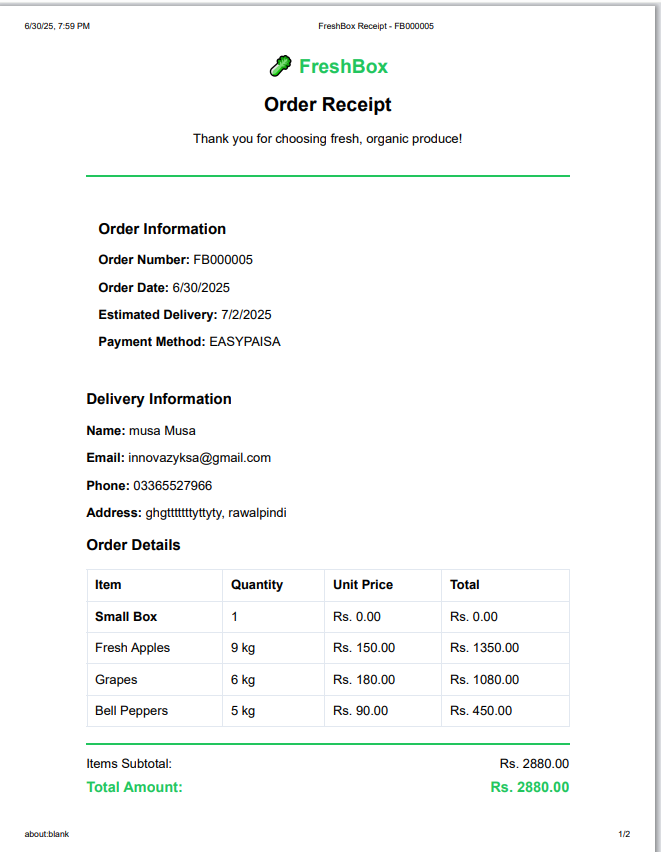 6/30/25, 7:59 PM FreshBox Receipt - FB000005
FreshBox
Order Receipt
Thank you for choosing fresh, organic produce!
Order Information
Order Number: FB000005
Order Date: 6/30/2025
Estimated Delivery: 7/2/2025
Payment Method: EASYPAISA
Delivery Information
Name: musa Musa
Email: innovazyksa@gmail.com
Phone: 03365527966
Address: ghgtttttttyttyty, rawalpindi
Order Details
Item Quantity Unit Price Total
Small Box 1 Rs. 0.00 Rs. 0.00
Fresh Apples 9 kg Rs. 150.00 Rs. 1350.00
Grapes 6 kg Rs. 180.00 Rs. 1080.00
Bell Peppers 5 kg Rs. 90.00 Rs. 450.00
Items Subtotal: Rs. 2880.00
Total Amount: Rs. 2880.00
about:blank 1/2